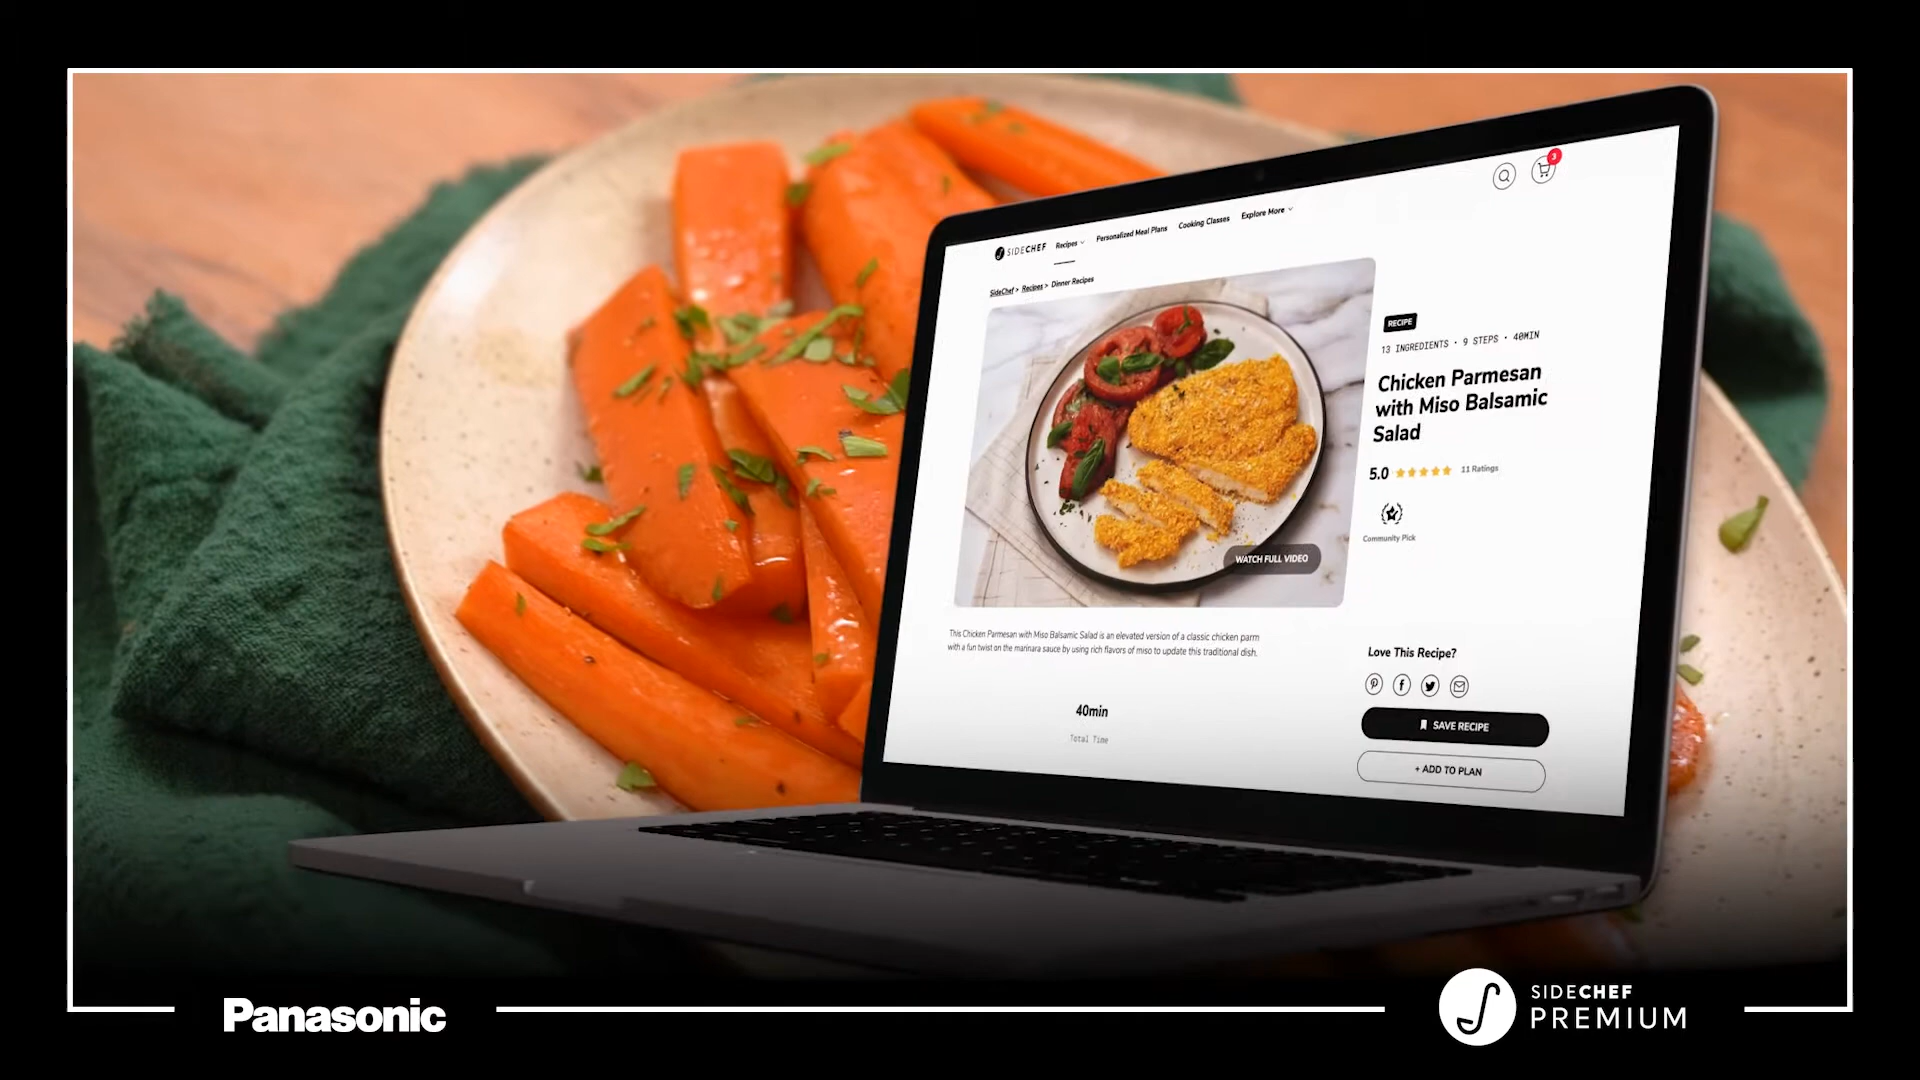 3
SIDECHEF
Recipes
Personalized Meal Plans
Cooking Classes
Explore More
SideChef > Recipes > Dinner Recipes
RECIPE
13 INGREDIENTS • 9 STEPS • 40MIN
Chicken Parmesan
with Miso Balsamic
Salad
5.0
11 Ratings
Community Pick
WATCH FULL VIDEO
This Chicken Parmesan with Miso Balsamic Salad is an elevated version of a classic chicken parm
with a fun twist on the marinara sauce by using rich flavors of miso to update this traditional dish.
40min
Total Time
Love This Recipe?
SAVE RECIPE
+ ADD TO PLAN
Panasonic
SIDECHEF
PREMIUM